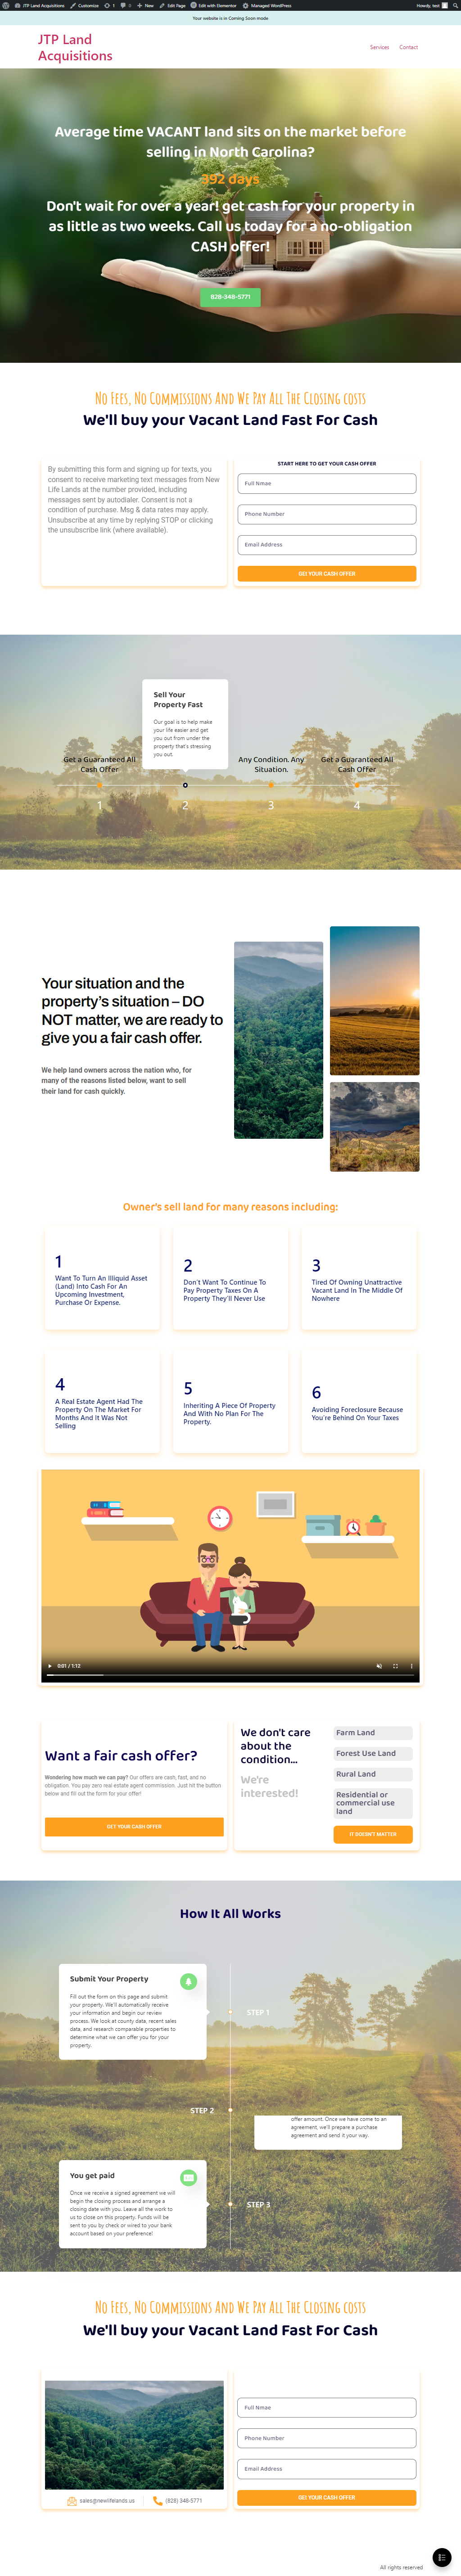 JTP Land Acquisitions
Customize
1
0
New
Edit Page
Edit with Elementor
Managed WordPress
Howdy, test
Your website is in Coming Soon mode
JTP Land
Acquisitions
Services
Contact
Average time VACANT land sits on the market before
selling in North Carolina?
392 days
Don't wait for over a year! get cash for your property in
as little as two weeks. Call us today for a no-obligation
CASH offer!
828-348-5771
No Fees, No Commissions And We Pay All The Closing costs
We'll buy your Vacant Land Fast For Cash
By submitting this form and signing up for texts, you
consent to receive marketing text messages from New
Life Lands at the number provided, including
messages sent by autodialer. Consent is not a
condition of purchase. Msg & data rates may apply.
Unsubscribe at any time by replying STOP or clicking
the unsubscribe link (where available).
START HERE TO GET YOUR CASH OFFER
Full Nmae
Phone Number
Email Address
GET YOUR CASH OFFER
Sell Your
Property Fast
Our goal is to help make
your life easier and get
you out from under the
property that's stressing
you out.
Get a Guaranteed All
Cash Offer
Any Condition. Any
Situation.
Get a Guaranteed All
Cash Offer
1
2
3
4
Your situation and the
property's situation – DO
NOT matter, we are ready to
give you a fair cash offer.
We help land owners across the nation who, for
many of the reasons listed below, want to sell
their land for cash quickly.
Owner's sell land for many reasons including:
1
Want To Turn An Illiquid Asset
(Land) Into Cash For An
Upcoming Investment,
Purchase Or Expense.
2
Don't Want To Continue To
Pay Property Taxes On A
Property They'll Never Use
3
Tired Of Owning Unattractive
Vacant Land In The Middle Of
Nowhere
4
A Real Estate Agent Had The
Property On The Market For
Months And It Was Not
Selling
5
Inheriting A Piece Of Property
And With No Plan For The
Property.
6
Avoiding Foreclosure Because
You're Behind On Your Taxes
0:01 / 1:12
Want a fair cash offer?
Wondering how much we can pay? Our offers are cash, fast, and no
obligation. You pay zero real estate agent commission. Just hit the button
below and fill out the form for your offer!
GET YOUR CASH OFFER
We don't care
about the
condition...
We're
interested!
Farm Land
Forest Use Land
Rural Land
Residential or
commercial use
land
IT DOESN'T MATTER
How It All Works
Submit Your Property
Fill out the form on this page and submit
your property. We'll automatically receive
your information and begin our review
process. We look at county data, recent sales
data, and research comparable properties to
determine what we can offer you for your
property.
STEP 1
STEP 2
offer amount. Once we have come to an
agreement, we'll prepare a purchase
agreement and send it your way.
You get paid
Once we receive a signed agreement we will
begin the closing process and arrange a
closing date with you. Leave all the work to
us to close on this property. Funds will be
sent to you by check or wired to your bank
account based on your preference!
STEP 3
No Fees, No Commissions And We Pay All The Closing costs
We'll buy your Vacant Land Fast For Cash
sales@newlifelands.us
(828) 348-5771
Full Nmae
Phone Number
Email Address
GET YOUR CASH OFFER
All rights reserved